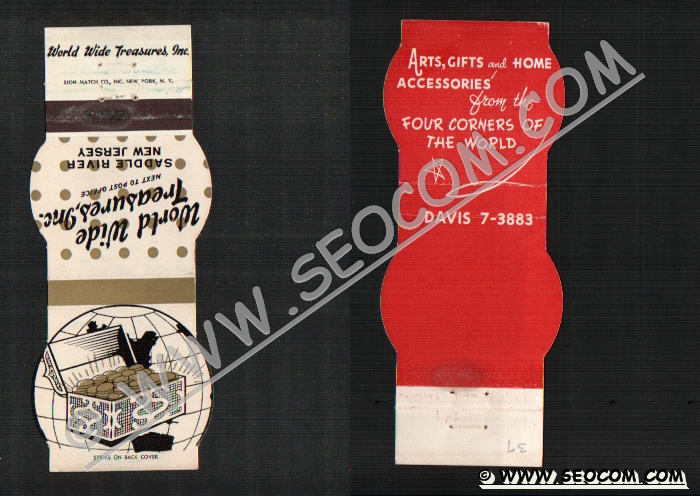 World Wide Treasures, Inc.
SION MATCH CO., INC. NEW YORK, N. Y.
World Wide
Treasures, Inc.
NEXT TO POST OFFICE
SADDLE RIVER
NEW JERSEY
STRIKE ON BACK COVER
ARTS, GIFTS and HOME
ACCESSORIES
from the
FOUR CORNERS OF
THE WORLD
DAVIS 7-3883
37
© WWW.SEOCOM.COM
© WWW.SEOCOM.COM